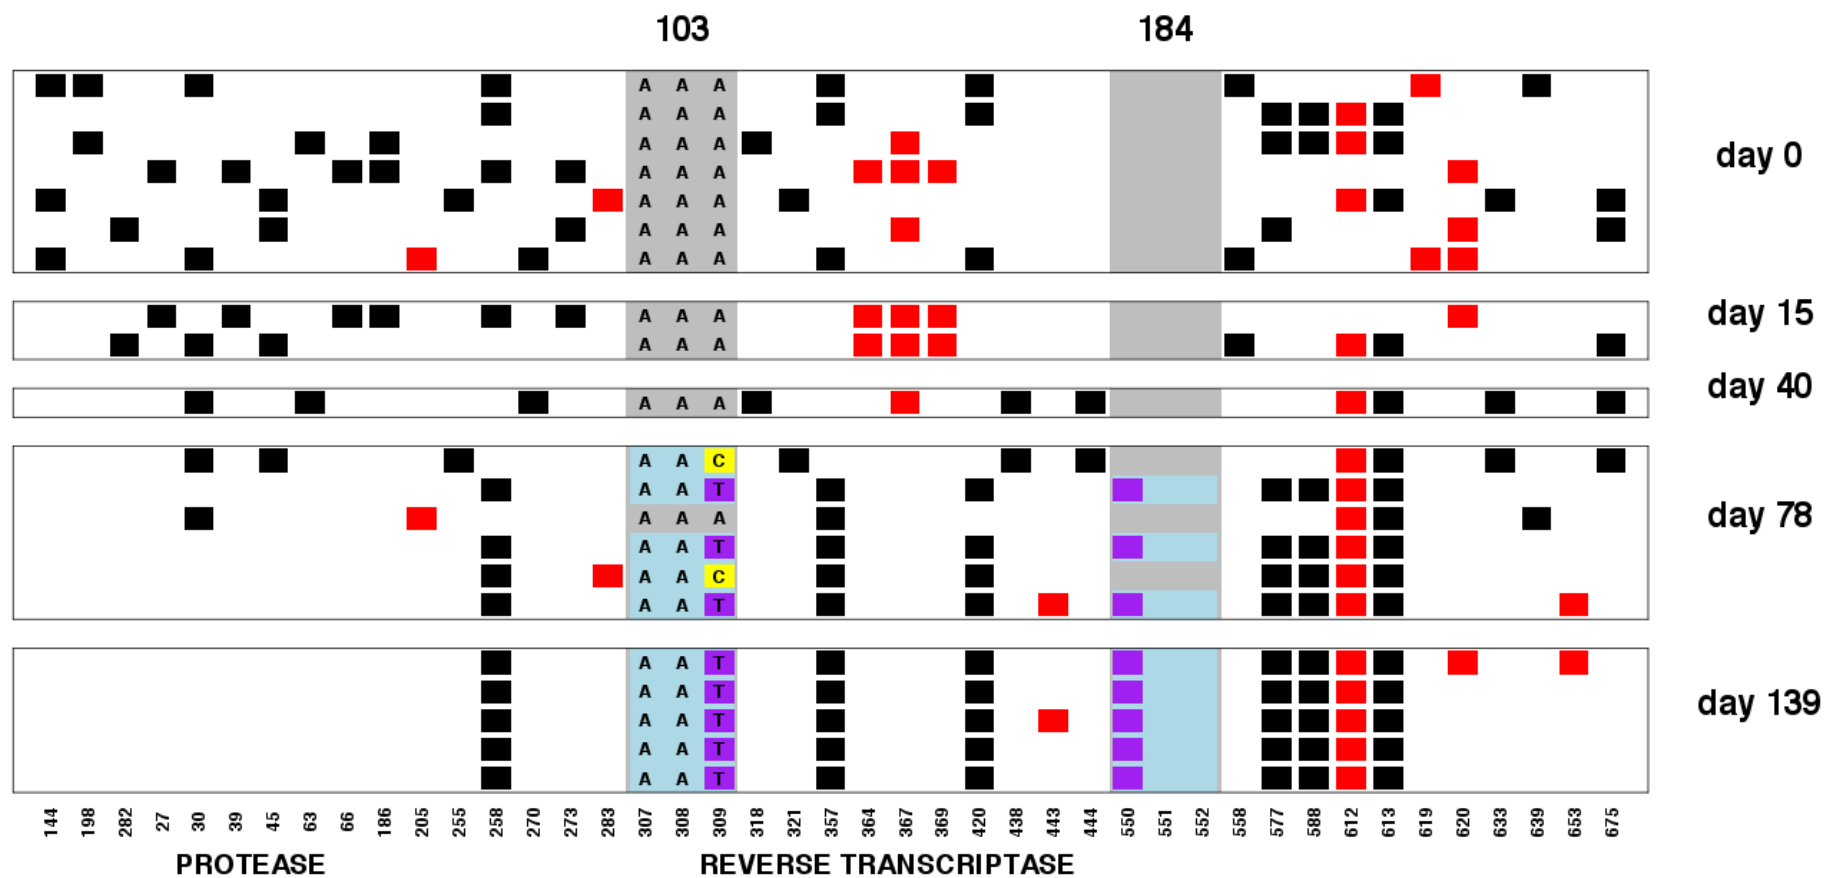 103 184
A A A
A A A
A A A
A A A
A A A
A A A
A A A
day 0
A A A
A A A
day 15
A A A
day 40
A A C
A A T
A A A
A A T
A A C
A A T
day 78
A A T
A A T
A A T
A A T
A A T
day 139
144 198 282 27 30 39 45 63 66 186 205 255 258 270 273 283 307 308 309 318 321 357 364 367 369 420 438 443 444 550 551 552 558 577 588 612 613 619 620 633 639 653 675
PROTEASE REVERSE TRANSCRIPTASE